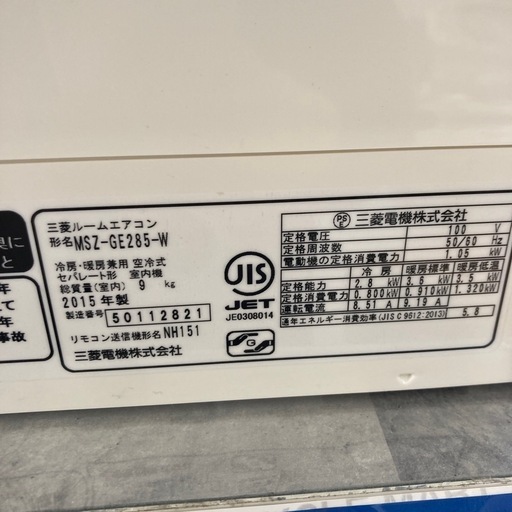 三菱ルームエアコン
形名 MSZ-GE285-W
冷房・暖房兼用 空冷式
セパレート形 室内機
総質量(室内) 9 kg
2015年製
製造番号 50112821
リモコン送信機形名 NH151
三菱電機株式会社
JIS
JET
JE0308014
PS E 三菱電機株式会社
定格電圧 100 V
定格周波数 50/60 Hz
電動機の定格消費電力 1.05 kW
冷房 暖房標準 暖房低温
定格能力 2.8 kW 3.6 kW 3.5 kW
定格消費電力 0.800 kW 0.910 kW 1.320 kW
運転電流 8.51 A 9.19 A
通年エネルギー消費効率(JIS C 9612:2013) 5.8
に
と
年
て
年
事故